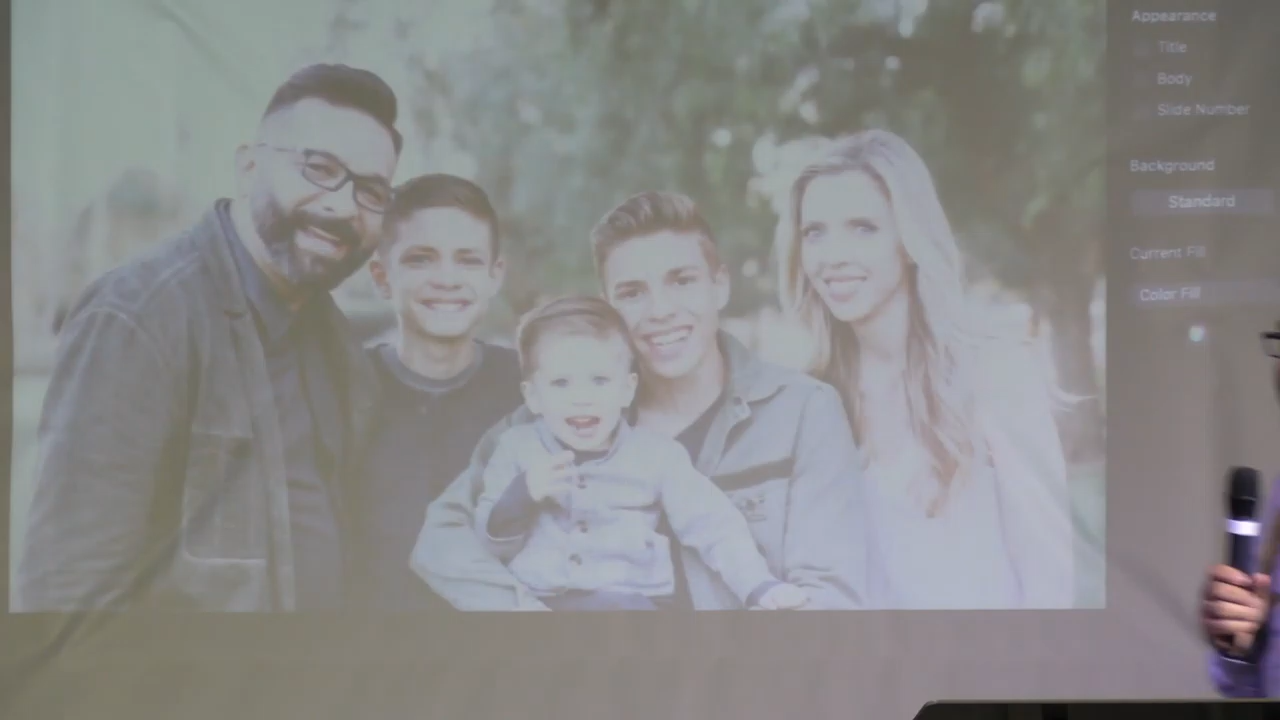 Appearance
Title
Body
Slide Number
Background
Standard
Current Fill
Color Fill